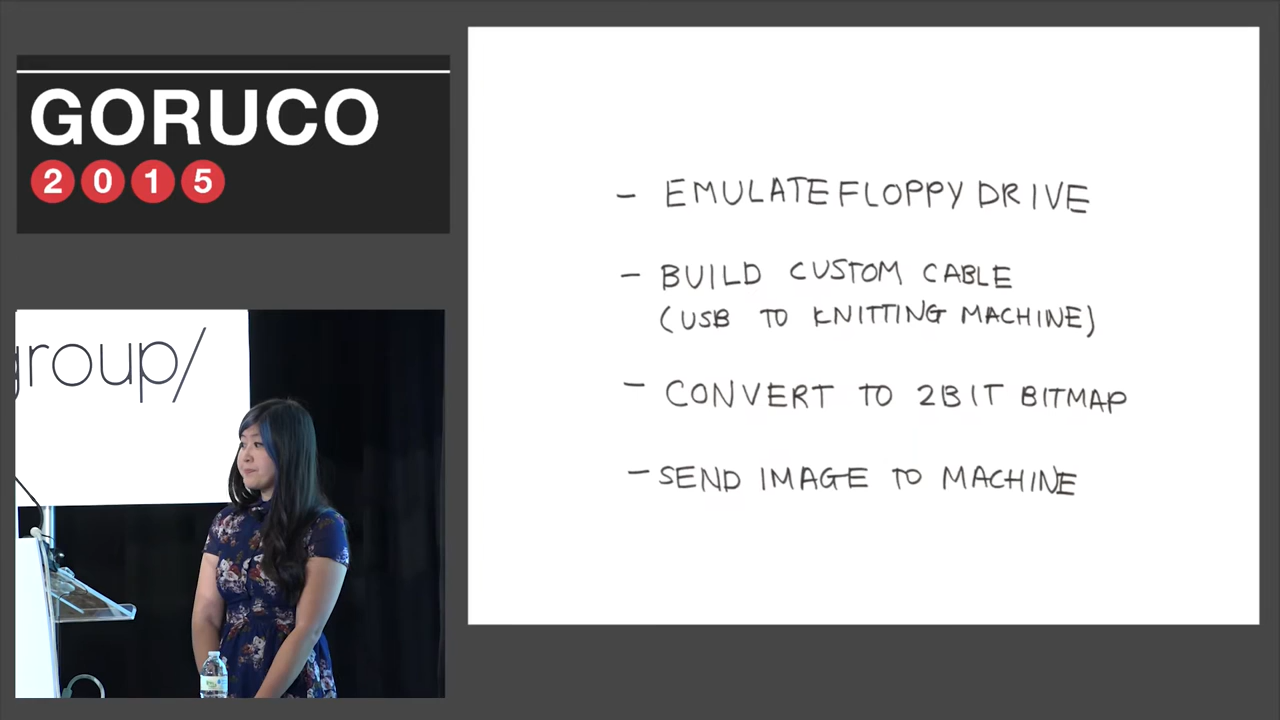 GORUCO
2015
group/
- EMULATE FLOPPY DRIVE
- BUILD CUSTOM CABLE
(USB TO KNITTING MACHINE)
- CONVERT TO 2BIT BITMAP
- SEND IMAGE TO MACHINE